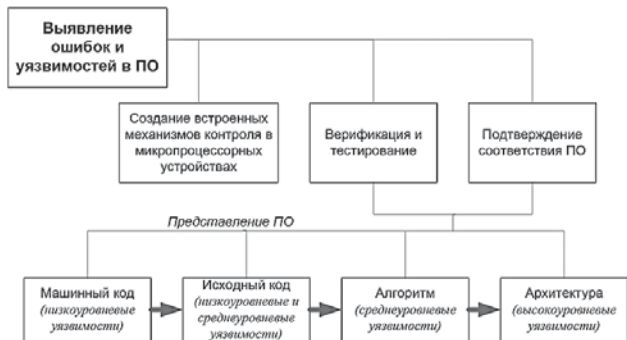 Выявление
ошибок и
уязвимостей в ПО
Создание встроенных
механизмов контроля в
микропроцессорных
устройствах
Верификация и
тестирование
Подтверждение
соответствия ПО
Представление ПО
Машинный код
(низкоуровневые
уязвимости)
Исходный код
(низкоуровневые и
среднеуровневые
уязвимости)
Алгоритм
(среднеуровневые
уязвимости)
Архитектура
(высокоуровневые
уязвимости)